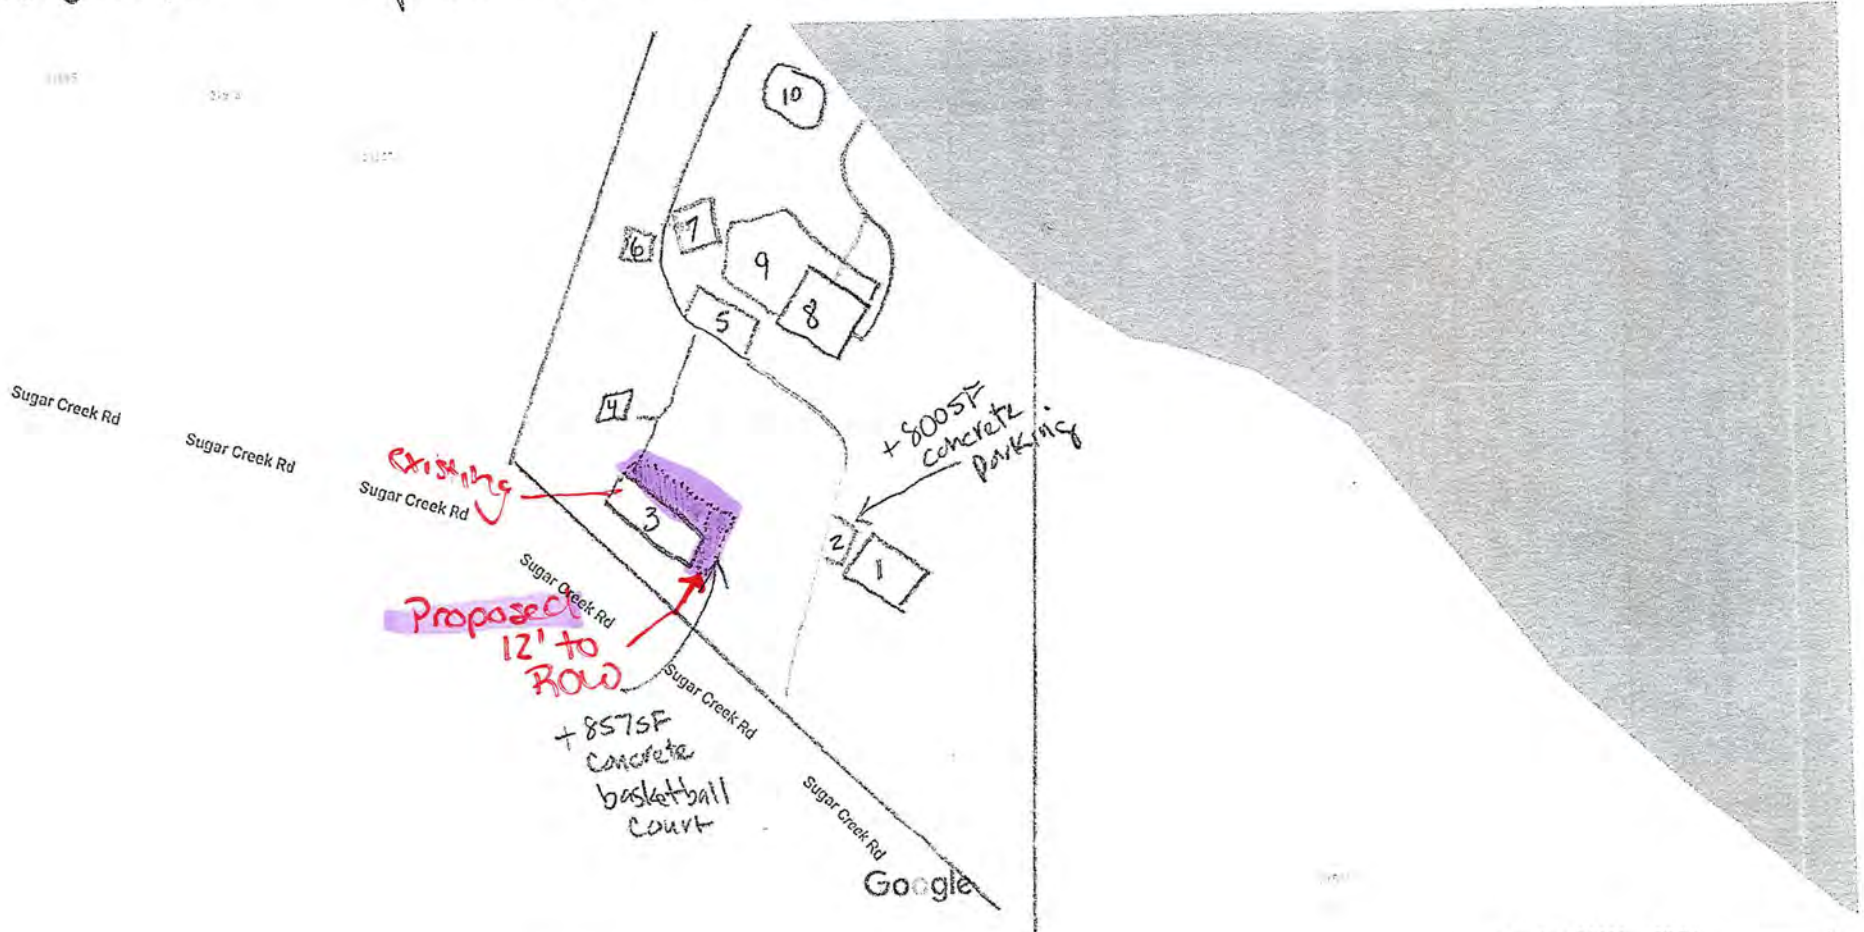 10
7
6
9
8
5
4
+800SF
concrete
parking
Sugar Creek Rd
Sugar Creek Rd
Sugar Creek Rd
existing
3
2
1
Sugar Creek Rd
Proposed
12' to
ROW
Sugar Creek Rd
+857SF
concrete
basketball
court
Sugar Creek Rd
Google